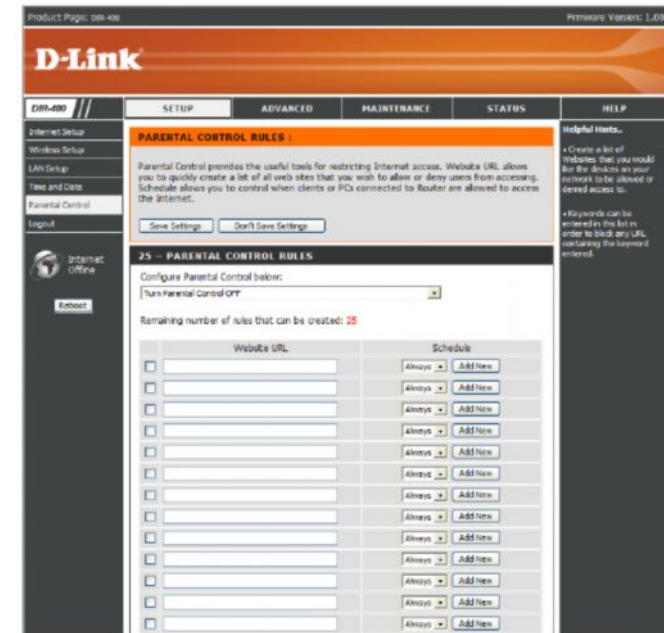 Product Page: DIR-400
Firmware Version: 1.00
D-Link
DIR-400
SETUP
ADVANCED
MAINTENANCE
STATUS
HELP
Internet Setup
Wireless Setup
LAN Setup
Time and Date
Parental Control
Logout
Internet
Offline
Reboot
PARENTAL CONTROL RULES :
Parental Control provides the useful tools for restricting Internet access. Website URL allows
you to quickly create a list of all web sites that you wish to allow or deny users from accessing.
Schedule allows you to control when clients or PCs connected to Router are allowed to access
the Internet.
Save Settings
Don't Save Settings
25 – PARENTAL CONTROL RULES
Configure Parental Control below:
Turn Parental Control OFF
Remaining number of rules that can be created: 25
Website URL
Schedule
Always
Add New
Always
Add New
Always
Add New
Always
Add New
Always
Add New
Always
Add New
Always
Add New
Always
Add New
Always
Add New
Always
Add New
Always
Add New
Always
Add New
Always
Add New
Helpful Hints..
• Create a list of
Websites that you would
like the devices on your
network to be allowed or
denied access to.
• Keywords can be
entered in this list in
order to block any URL
containing the keyword
entered.